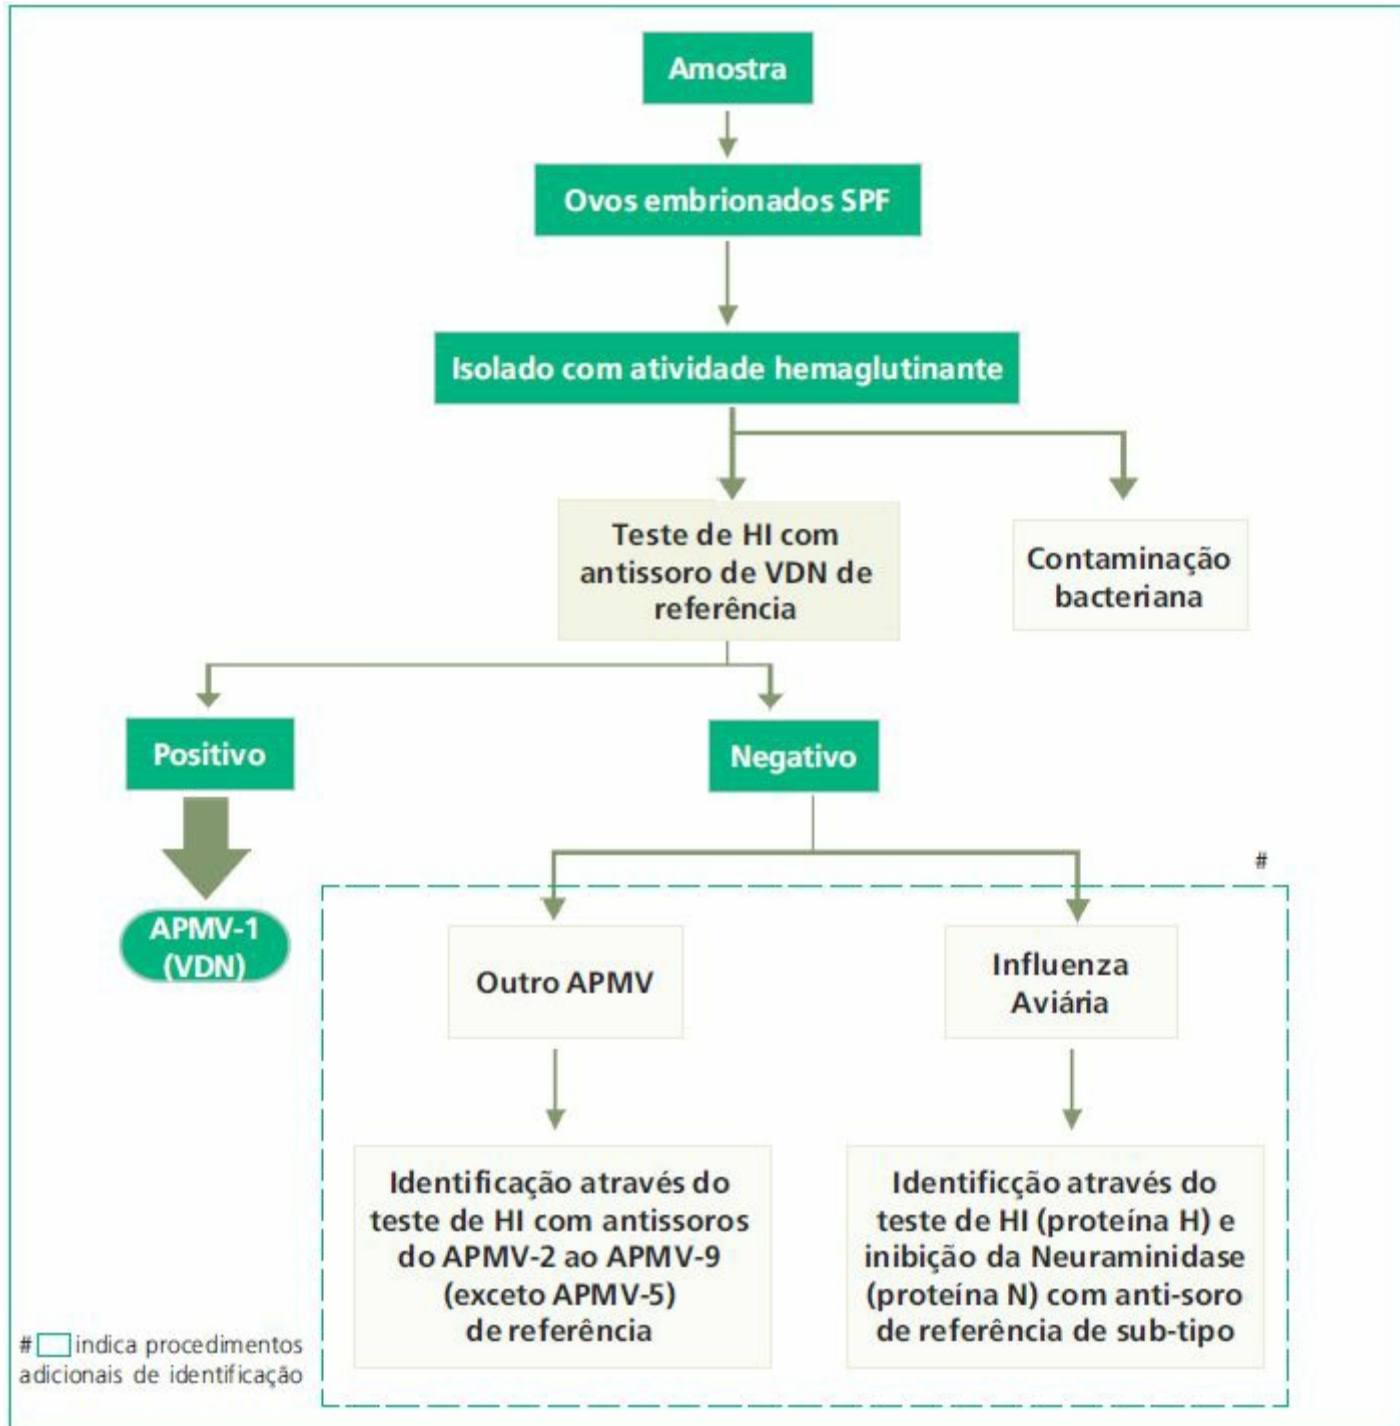 Amostra
Ovos embrionados SPF
Isolado com atividade hemaglutinante
Teste de HI com
antissoro de VDN de
referência
Contaminação
bacteriana
Positivo
Negativo
#
APMV-1
(VDN)
Outro APMV
Influenza
Aviária
Identificação através do
teste de HI com antissoros
do APMV-2 ao APMV-9
(exceto APMV-5)
de referência
Identificção através do
teste de HI (proteína H) e
inibição da Neuraminidase
(proteína N) com anti-soro
de referência de sub-tipo
# indica procedimentos
adicionais de identificação